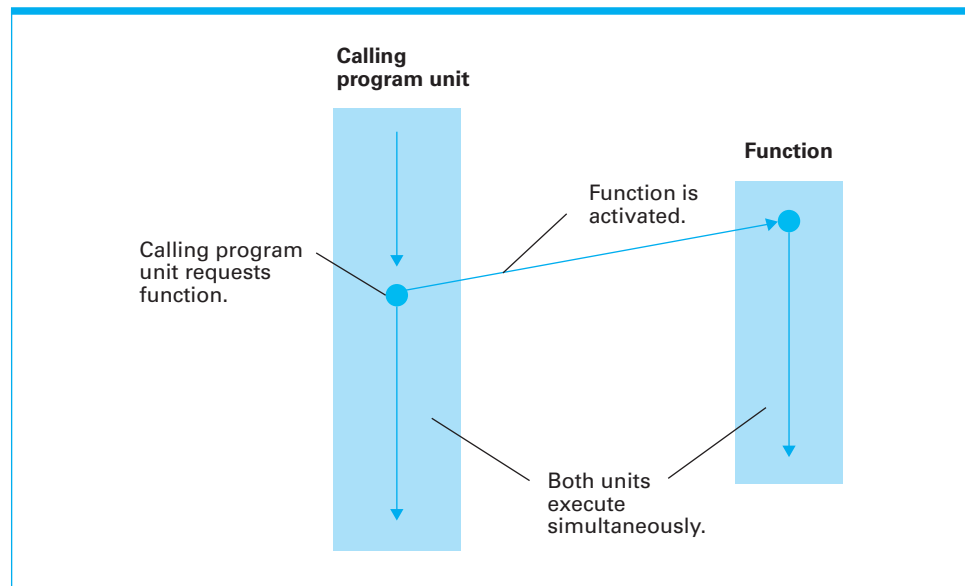 Calling
program unit
Function
Function is
activated.
Calling program
unit requests
function.
Both units
execute
simultaneously.